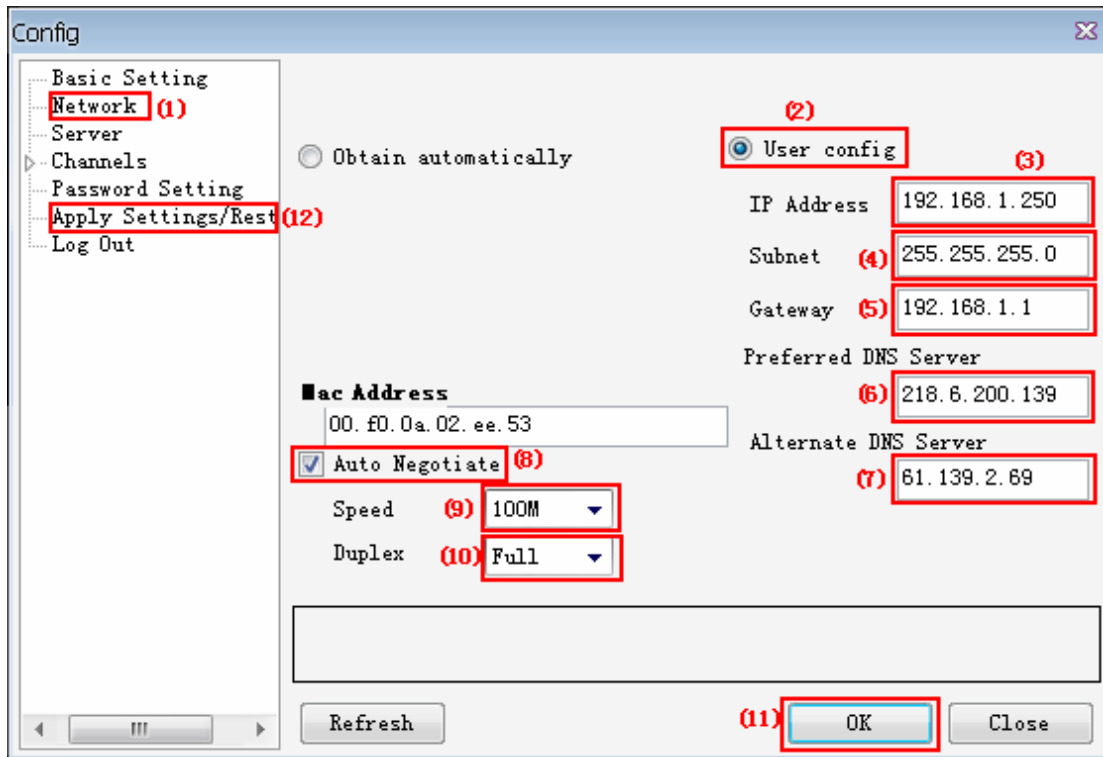 Config
Basic Setting
Network (1)
Server
Channels
Password Setting
Apply Settings/Rest (12)
Log Out
Obtain automatically
(2)
User config
(3)
IP Address 192.168.1.250
Subnet (4) 255.255.255.0
Gateway (5) 192.168.1.1
Preferred DNS Server
(6) 218.6.200.139
Alternate DNS Server
(7) 61.139.2.69
Mac Address
00.f0.0a.02.ee.53
Auto Negotiate (8)
Speed (9) 100M
Duplex (10) Full
Refresh
(11) OK
Close